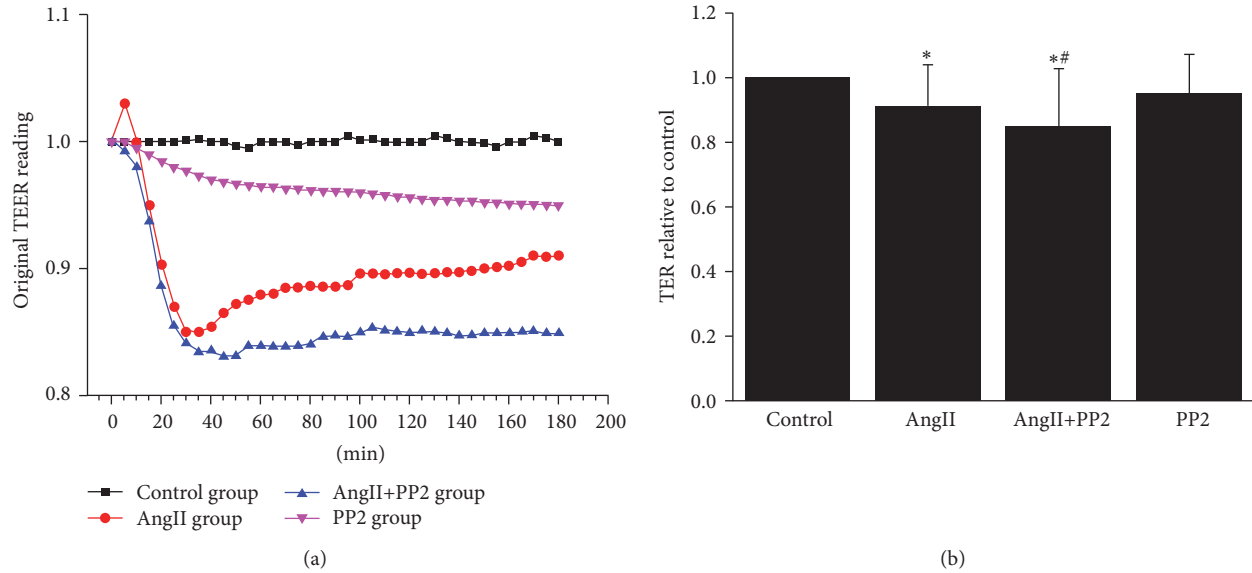 1.1
1.0
0.9
0.8
Original TEER reading
0 20 40 60 80 100 120 140 160 180 200
(min)
Control group
AngII group
AngII+PP2 group
PP2 group
(a)
1.2
1.0
0.8
0.6
0.4
0.2
0.0
TER relative to control
*
*#
Control AngII AngII+PP2 PP2
(b)